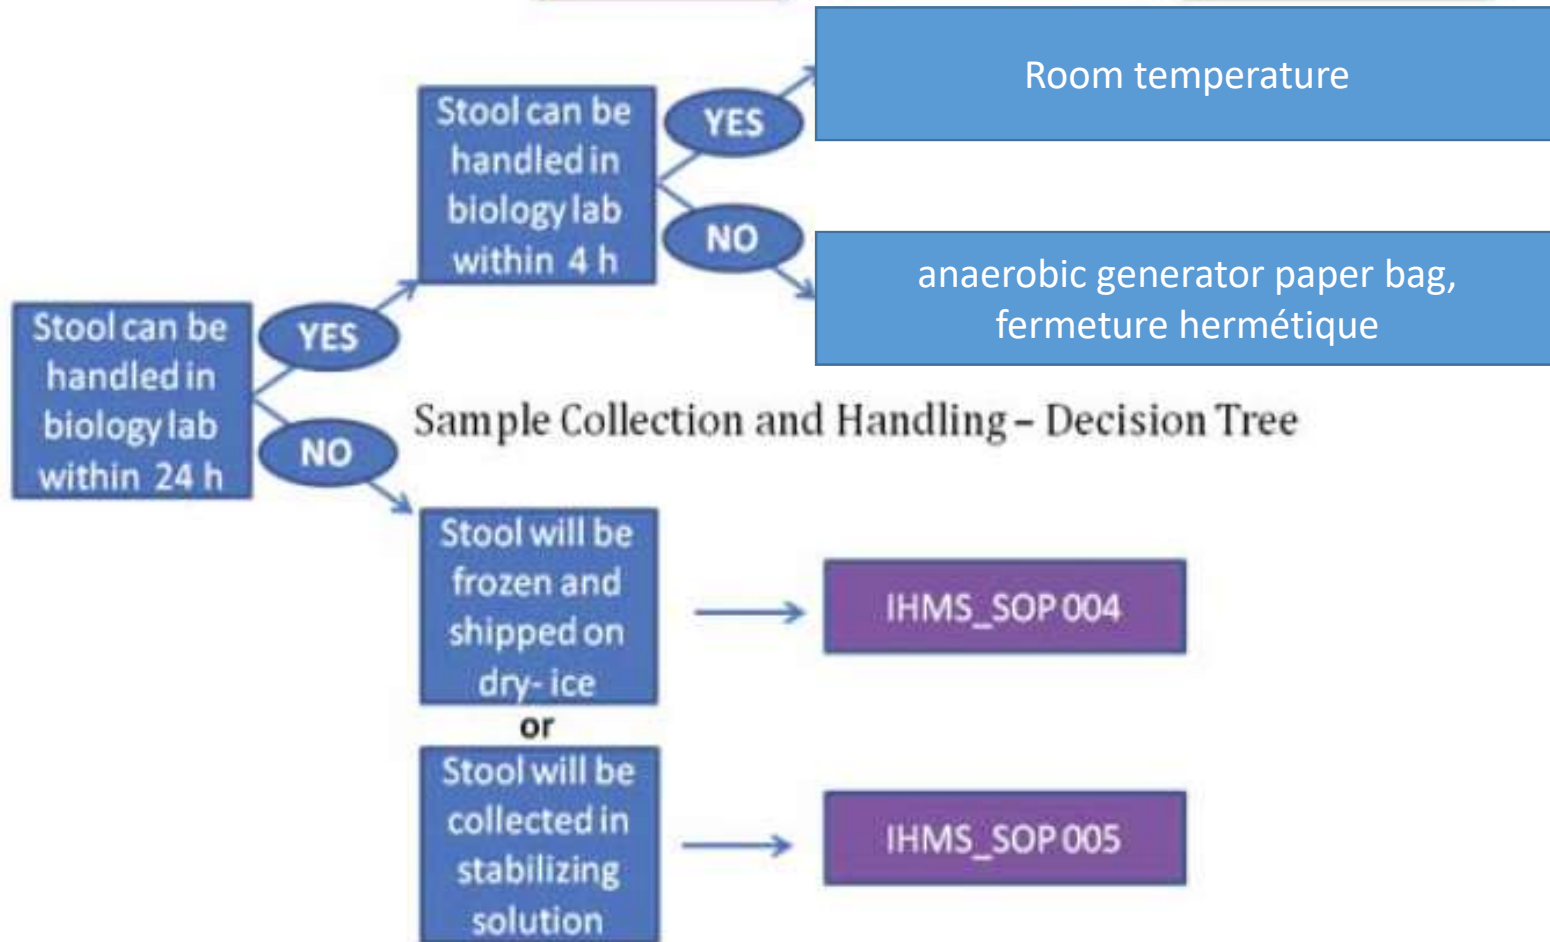 Room temperature
Stool can be
handled in
biology lab
within 4 h
YES
NO
anaerobic generator paper bag,
fermeture hermétique
Stool can be
handled in
biology lab
within 24 h
YES
NO
Sample Collection and Handling – Decision Tree
Stool will be
frozen and
shipped on
dry- ice
IHMS_SOP 004
or
Stool will be
collected in
stabilizing
solution
IHMS_SOP 005